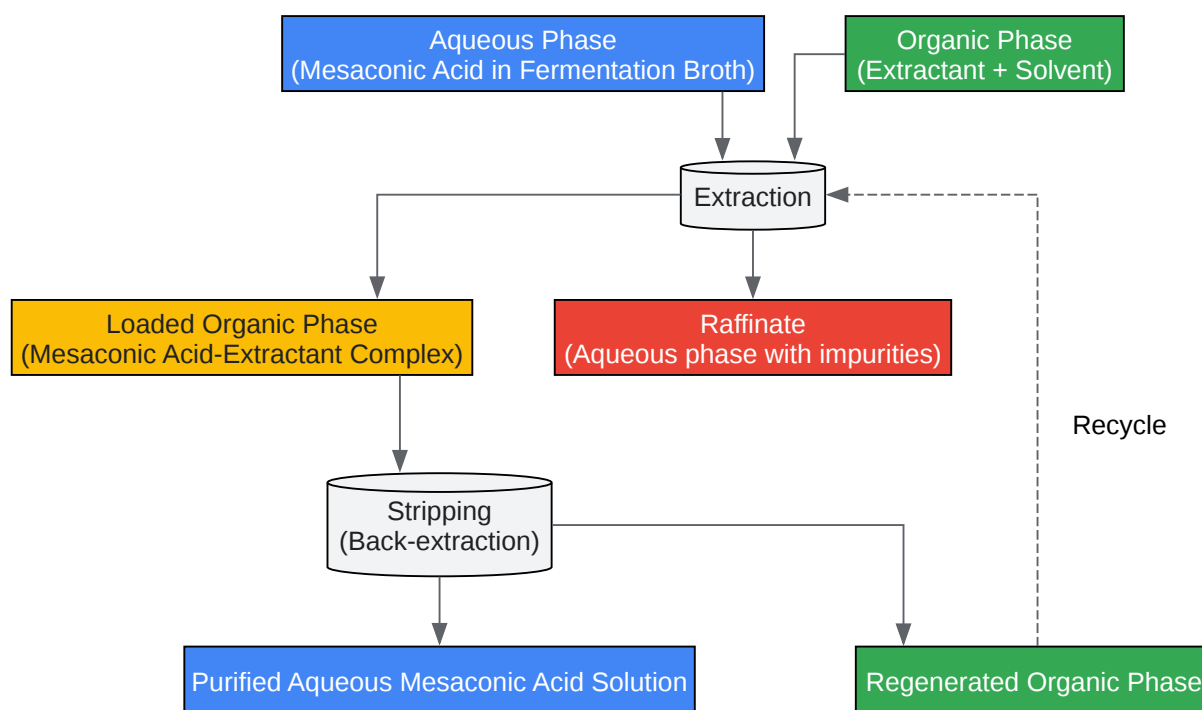 Aqueous Phase
(Mesaconic Acid in Fermentation Broth)
Organic Phase
(Extractant + Solvent)
Extraction
Loaded Organic Phase
(Mesaconic Acid-Extractant Complex)
Raffinate
(Aqueous phase with impurities)
Recycle
Stripping
(Back-extraction)
Purified Aqueous Mesaconic Acid Solution
Regenerated Organic Phase